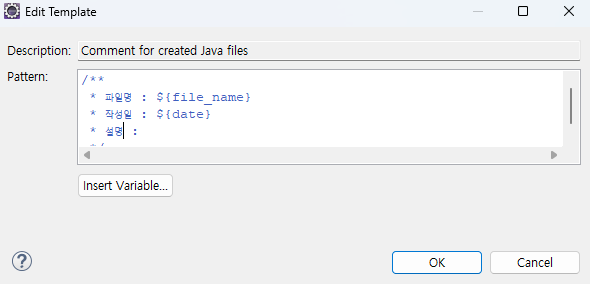 Edit Template
Description: Comment for created Java files
Pattern:
/**
* 파일명 : ${file_name}
* 작성일 : ${date}
* 설명 :
*/
Insert Variable...
?
OK
Cancel